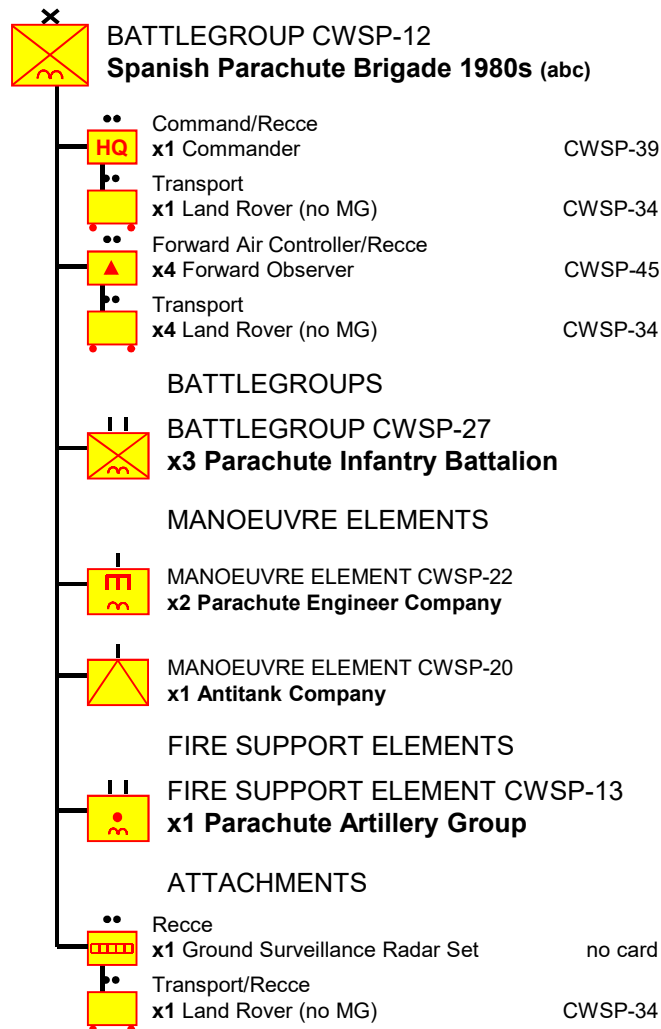 BATTLEGROUP CWSP-12
Spanish Parachute Brigade 1980s (abc)
Command/Recce
HQ x1 Commander CWSP-39
Transport
x1 Land Rover (no MG) CWSP-34
Forward Air Controller/Recce
x4 Forward Observer CWSP-45
Transport
x4 Land Rover (no MG) CWSP-34
BATTLEGROUPS
BATTLEGROUP CWSP-27
x3 Parachute Infantry Battalion
MANOEUVRE ELEMENTS
MANOEUVRE ELEMENT CWSP-22
x2 Parachute Engineer Company
MANOEUVRE ELEMENT CWSP-20
x1 Antitank Company
FIRE SUPPORT ELEMENTS
FIRE SUPPORT ELEMENT CWSP-13
x1 Parachute Artillery Group
ATTACHMENTS
Recce
x1 Ground Surveillance Radar Set no card
Transport/Recce
x1 Land Rover (no MG) CWSP-34